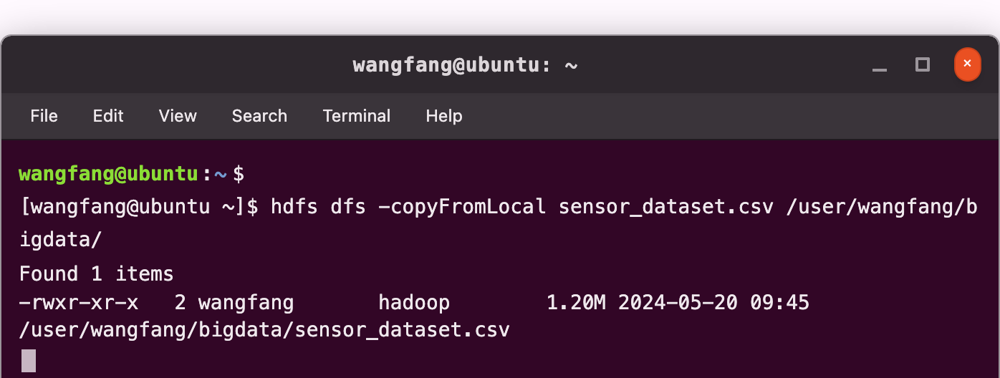 wangfang@ubuntu: ~
×
File Edit View Search Terminal Help
wangfang@ubuntu:~$
[wangfang@ubuntu ~]$ hdfs dfs -copyFromLocal sensor_dataset.csv /user/wangfang/b
igdata/
Found 1 items
-rwxr-xr-x   2 wangfang       hadoop        1.20M 2024-05-20 09:45
/user/wangfang/bigdata/sensor_dataset.csv